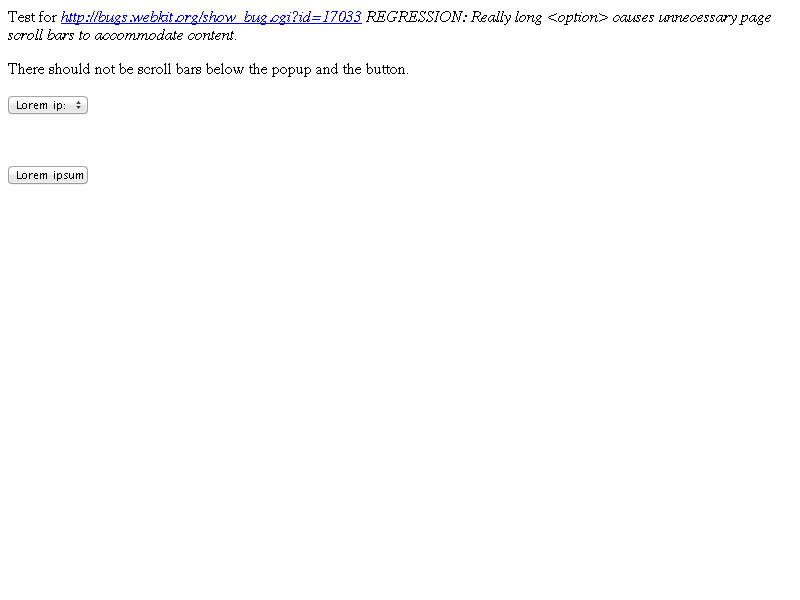 Test for http://bugs.webkit.org/show_bug.cgi?id=17033 REGRESSION: Really long <option> causes unnecessary page
scroll bars to accommodate content.
There should not be scroll bars below the popup and the button.
Lorem ip:
Lorem ipsum